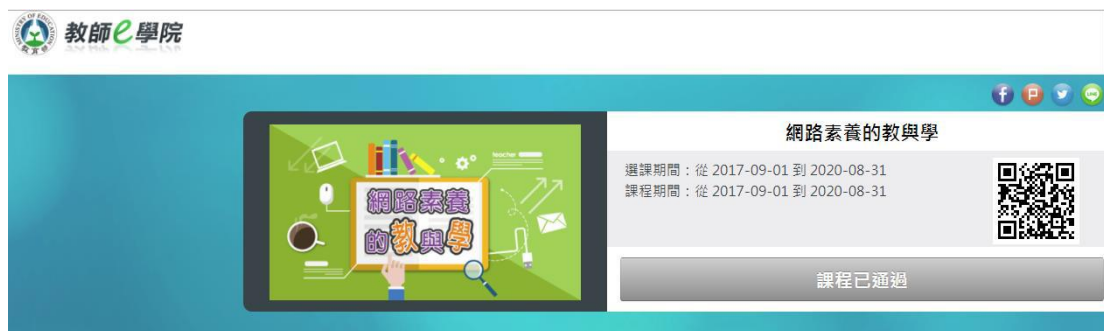 教師e學院
網路素養的教與學
選課期間：從 2017-09-01 到 2020-08-31
課程期間：從 2017-09-01 到 2020-08-31
課程已通過
teacher
網路素養
的教與學